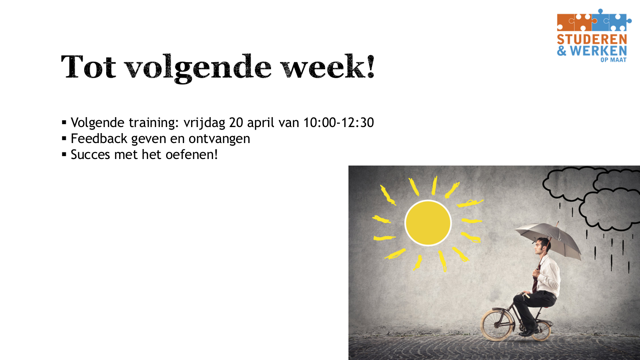 STUDEREN
& WERKEN
OP MAAT
Tot volgende week!
▪ Volgende training: vrijdag 20 april van 10:00-12:30
▪ Feedback geven en ontvangen
▪ Succes met het oefenen!